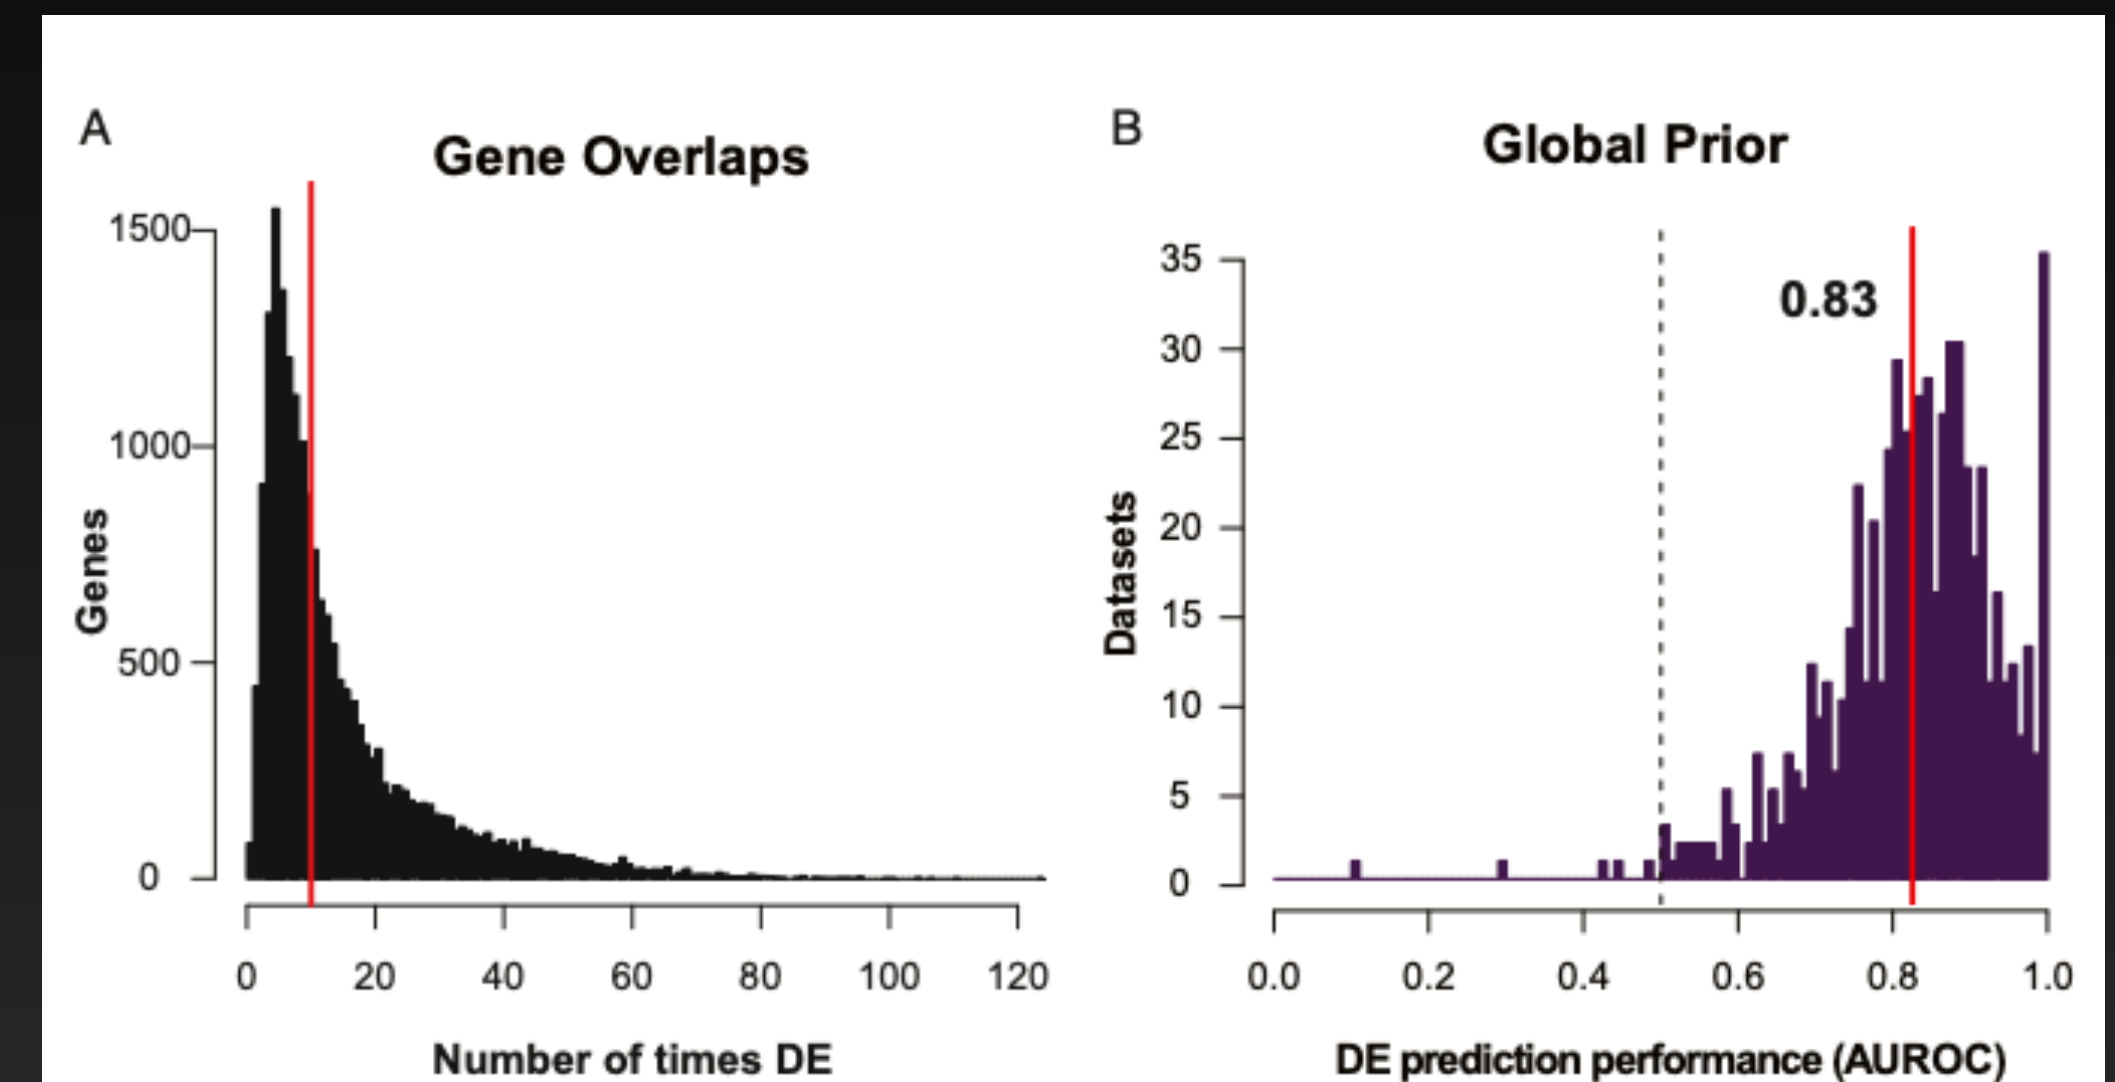 A
Gene Overlaps
1500
1000
500
0
Genes
0 20 40 60 80 100 120
Number of times DE
B
Global Prior
35
30
25
20
15
10
5
0
Datasets
0.83
0.0 0.2 0.4 0.6 0.8 1.0
DE prediction performance (AUROC)